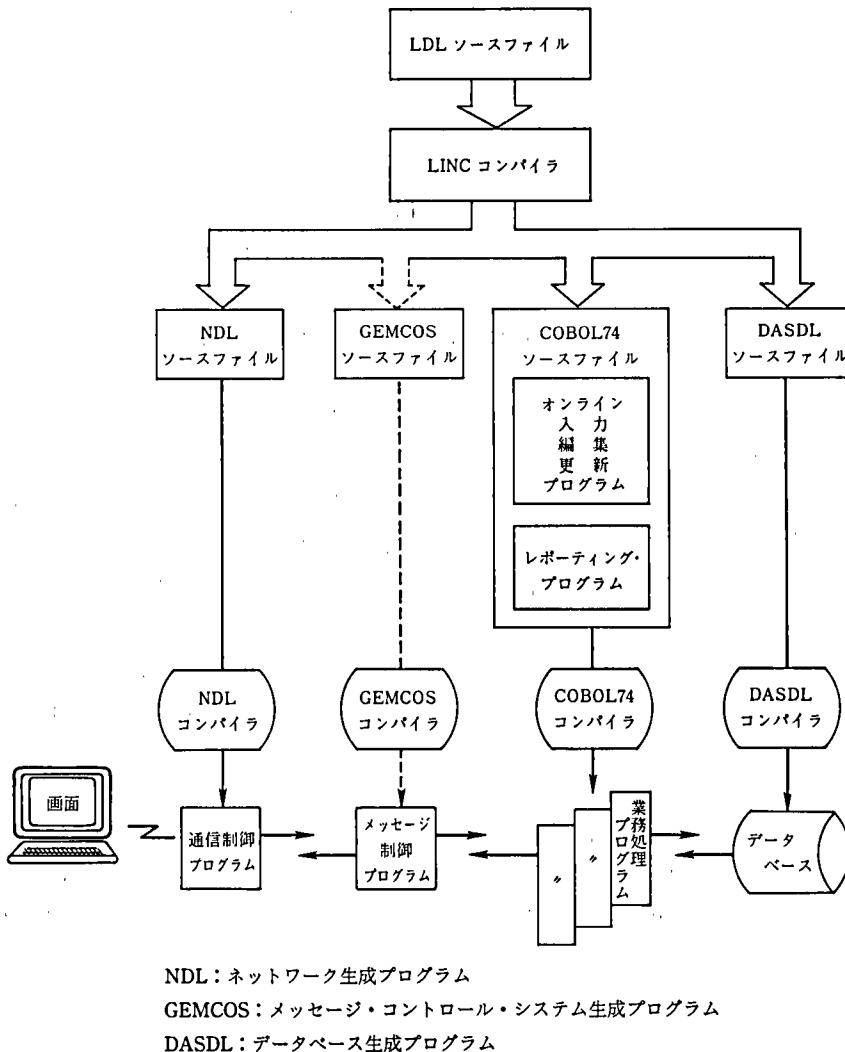 LDL ソースファイル
LINC コンパイラ
NDL
ソースファイル
GEMCOS
ソースファイル
COBOL74
ソースファイル
DASDL
ソースファイル
オンライン
入 力
編 集
更 新
プログラム
レポーティング・
プログラム
NDL
コンパイラ
GEMCOS
コンパイラ
COBOL74
コンパイラ
DASDL
コンパイラ
画面
通信制御
プログラム
メッセージ
制御
プログラム
〃
〃
業務処理
プログラム
データ
ベース
NDL：ネットワーク生成プログラム
GEMCOS：メッセージ・コントロール・システム生成プログラム
DASDL：データベース生成プログラム